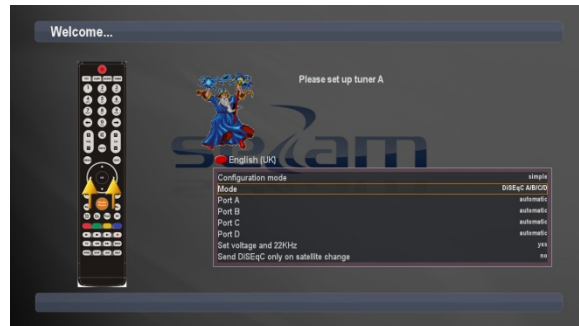 Welcome...
Please set up tuner A
English (UK)
Configuration mode simple
Mode DiSEqC A/B/C/D
Port A automatic
Port B automatic
Port C automatic
Port D automatic
Set voltage and 22KHz yes
Send DiSEqC only on satellite change no